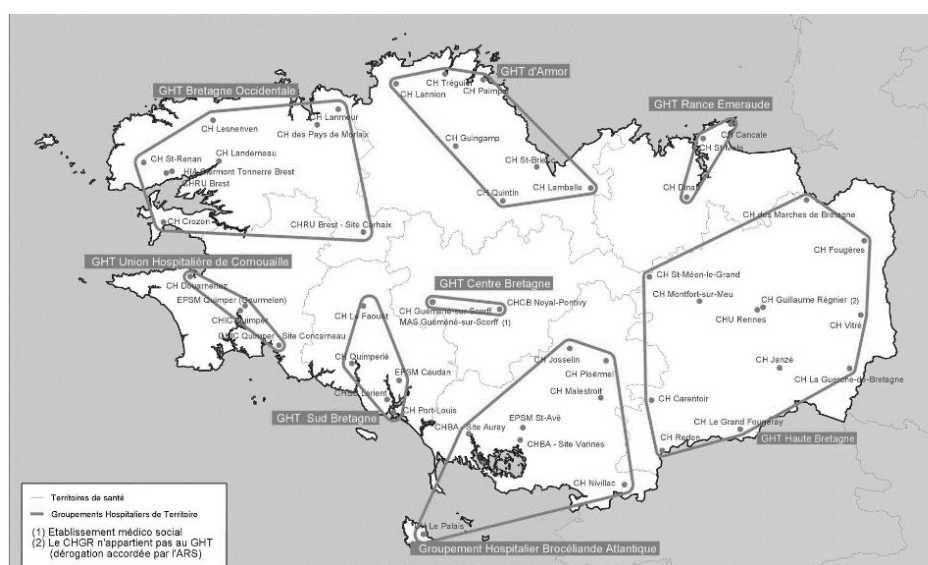 GHT Bretagne Occidentale
CH Lanmeur
CH des Pays de Morlaix
CH Lesnenven
CH Landerneau
CH St-Renan
HIA Clermont Tonnerre Brest
CHRU Brest
CH Crozon
CHRU Brest - Site Carhaix
GHT d'Armor
CH Tréguier
CH Lannion
CH Paimpol
CH Guingamp
CH St-Brieuc
CH Quintin
CH Lamballe
GHT Rance Emeraude
CH Cancale
CH St-Malo
CH Dinan
GHT Union Hospitalière de Cornouaille
CH Douarnenez
EPSM Quimper (Gourmelen)
CHIC Quimper
CHIC Quimper - Site Concarneau
GHT Centre Bretagne
CHCB Noyal-Pontivy
CH Guémené-sur-Scorff
MAS Guéméné-sur-Scorff (1)
CH Le Faouët
CH Quimperlé
EPSM Caudan
CHBS Lorient
CH Port-Louis
GHT Sud Bretagne
CH Josselin
CH Ploërmel
CH Malestroit
EPSM St-Avé
CHBA - Site Auray
CHBA - Site Vannes
CH Nivillac
CH Le Palais
Groupement Hospitalier Brocéliande Atlantique
CH des Marches de Bretagne
CH Fougères
CH St-Méen-le-Grand
CH Montfort-sur-Meu
CH Guillaume Régnier (2)
CHU Rennes
CH Vitré
CH Janzé
CH La Guerche-de-Bretagne
CH Carentoir
CH Le Grand Fougeray
CH Redon
GHT Haute Bretagne
Territoires de santé
Groupements Hospitaliers de Territoire
(1) Etablissement médico social
(2) Le CHGR n'appartient pas au GHT
(dérogation accordée par l'ARS)